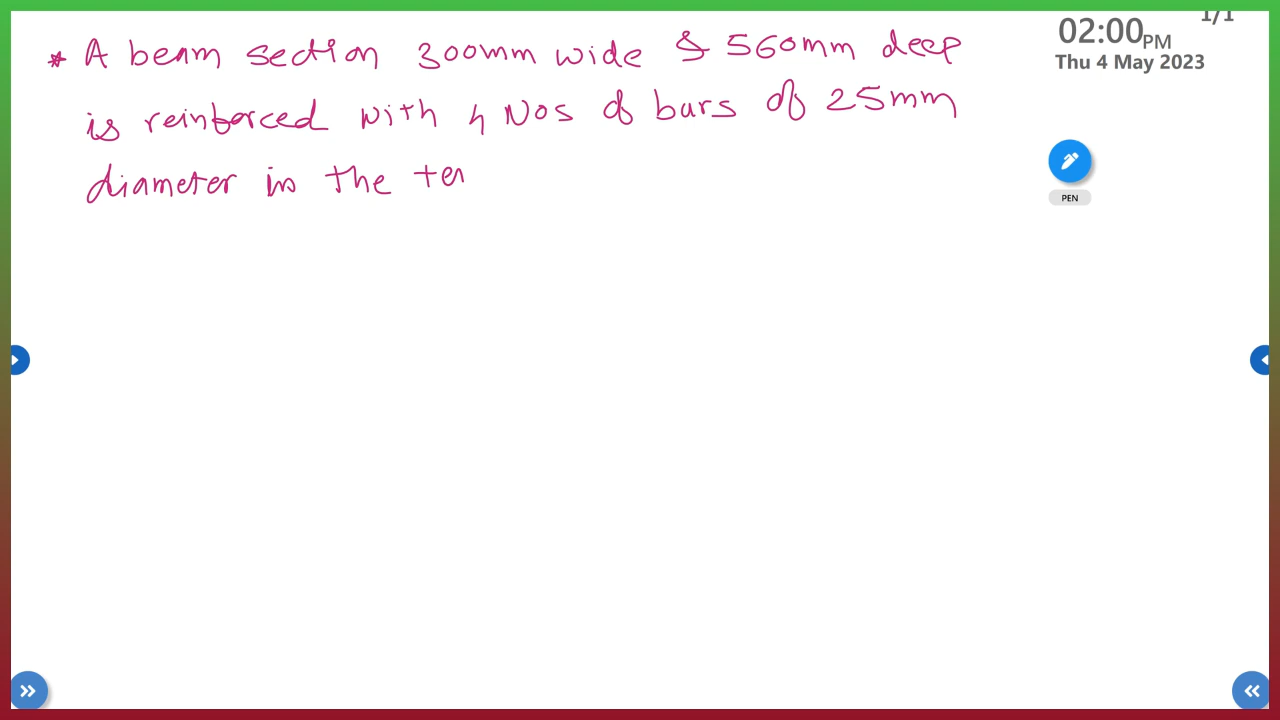 1/1
02:00PM
Thu 4 May 2023
* A beam section 300mm wide & 560mm deep
is reinforced with 4 Nos of bars of 25mm
diameter in the ten
PEN